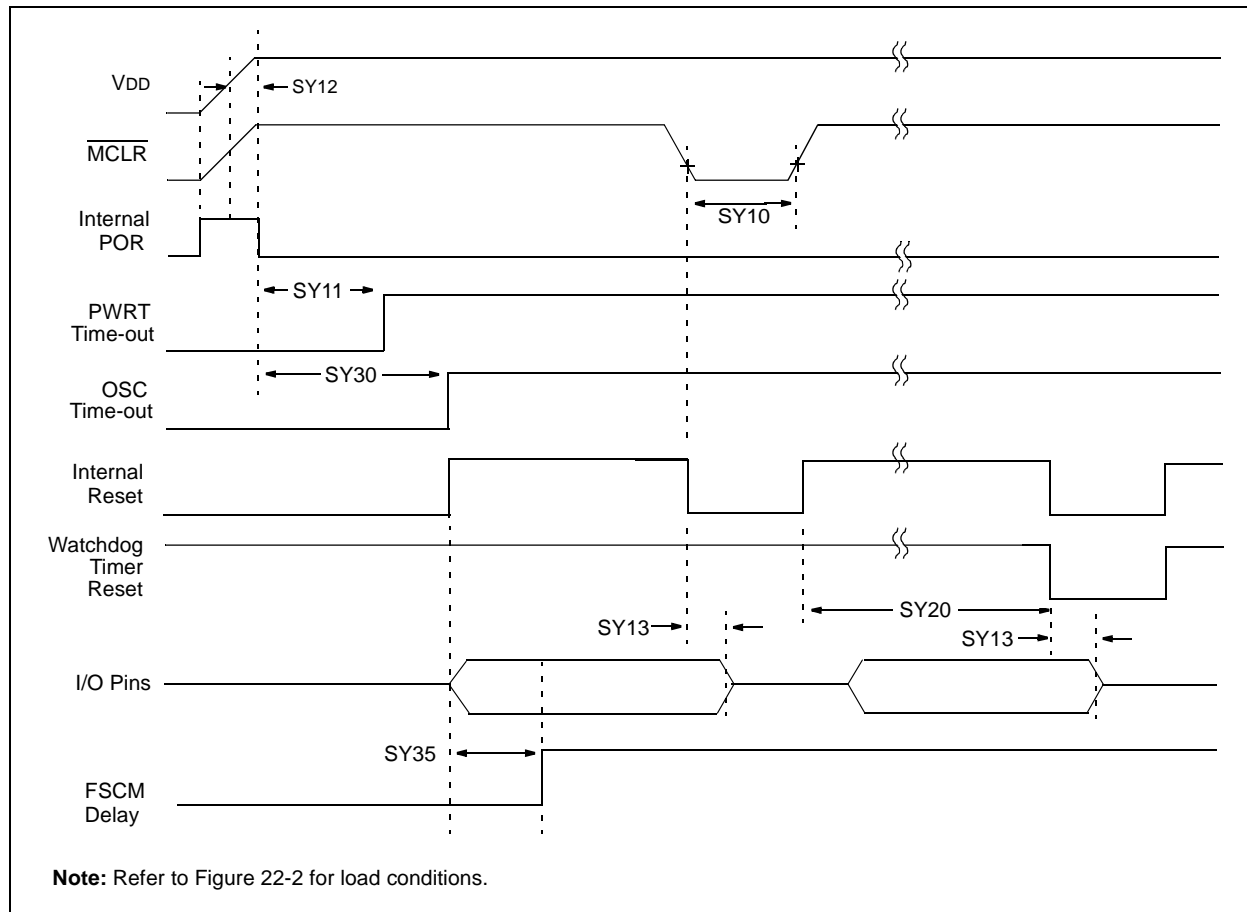 VDD
SY12
MCLR
SY10
Internal
POR
SY11
PWRT
Time-out
SY30
OSC
Time-out
Internal
Reset
Watchdog
Timer
Reset
SY20
SY13
SY13
I/O Pins
SY35
FSCM
Delay
Note: Refer to Figure 22-2 for load conditions.